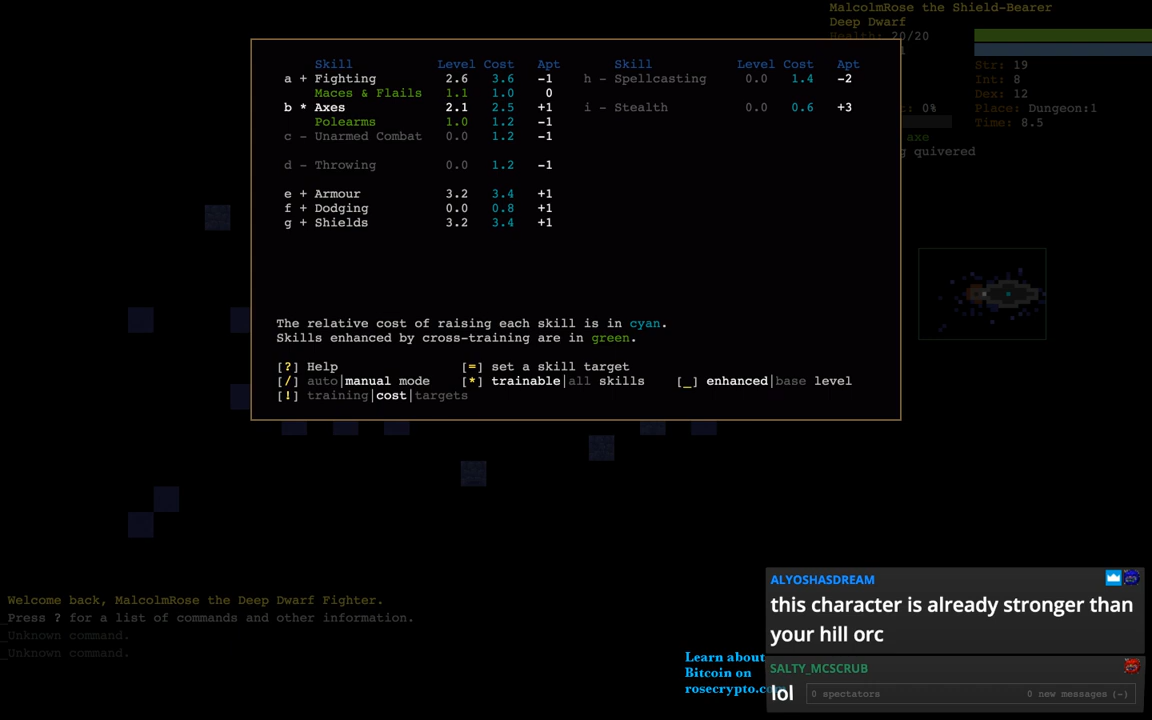 MalcolmRose the Shield-Bearer
Deep Dwarf
Health: 20/20
Str: 19
Int: 8
Dex: 12
Place: Dungeon:1
Time: 8.5
: 0%
axe
quivered
Skill Level Cost Apt Skill Level Cost Apt
a + Fighting 2.6 3.6 -1 h - Spellcasting 0.0 1.4 -2
Maces & Flails 1.1 1.0 0
b * Axes 2.1 2.5 +1 i - Stealth 0.0 0.6 +3
Polearms 1.0 1.2 -1
c - Unarmed Combat 0.0 1.2 -1
d - Throwing 0.0 1.2 -1
e + Armour 3.2 3.4 +1
f + Dodging 0.0 0.8 +1
g + Shields 3.2 3.4 +1
The relative cost of raising each skill is in cyan.
Skills enhanced by cross-training are in green.
[?] Help [=] set a skill target
[/] auto|manual mode [*] trainable|all skills [_] enhanced|base level
[!] training|cost|targets
Welcome back, MalcolmRose the Deep Dwarf Fighter.
_Press ? for a list of commands and other information.
_Unknown command.
_Unknown command.
Learn about
Bitcoin on
rosecrypto.co
ALYOSHASDREAM
this character is already stronger than
your hill orc
SALTY_MCSCRUB
lol
0 spectators 0 new messages (-)